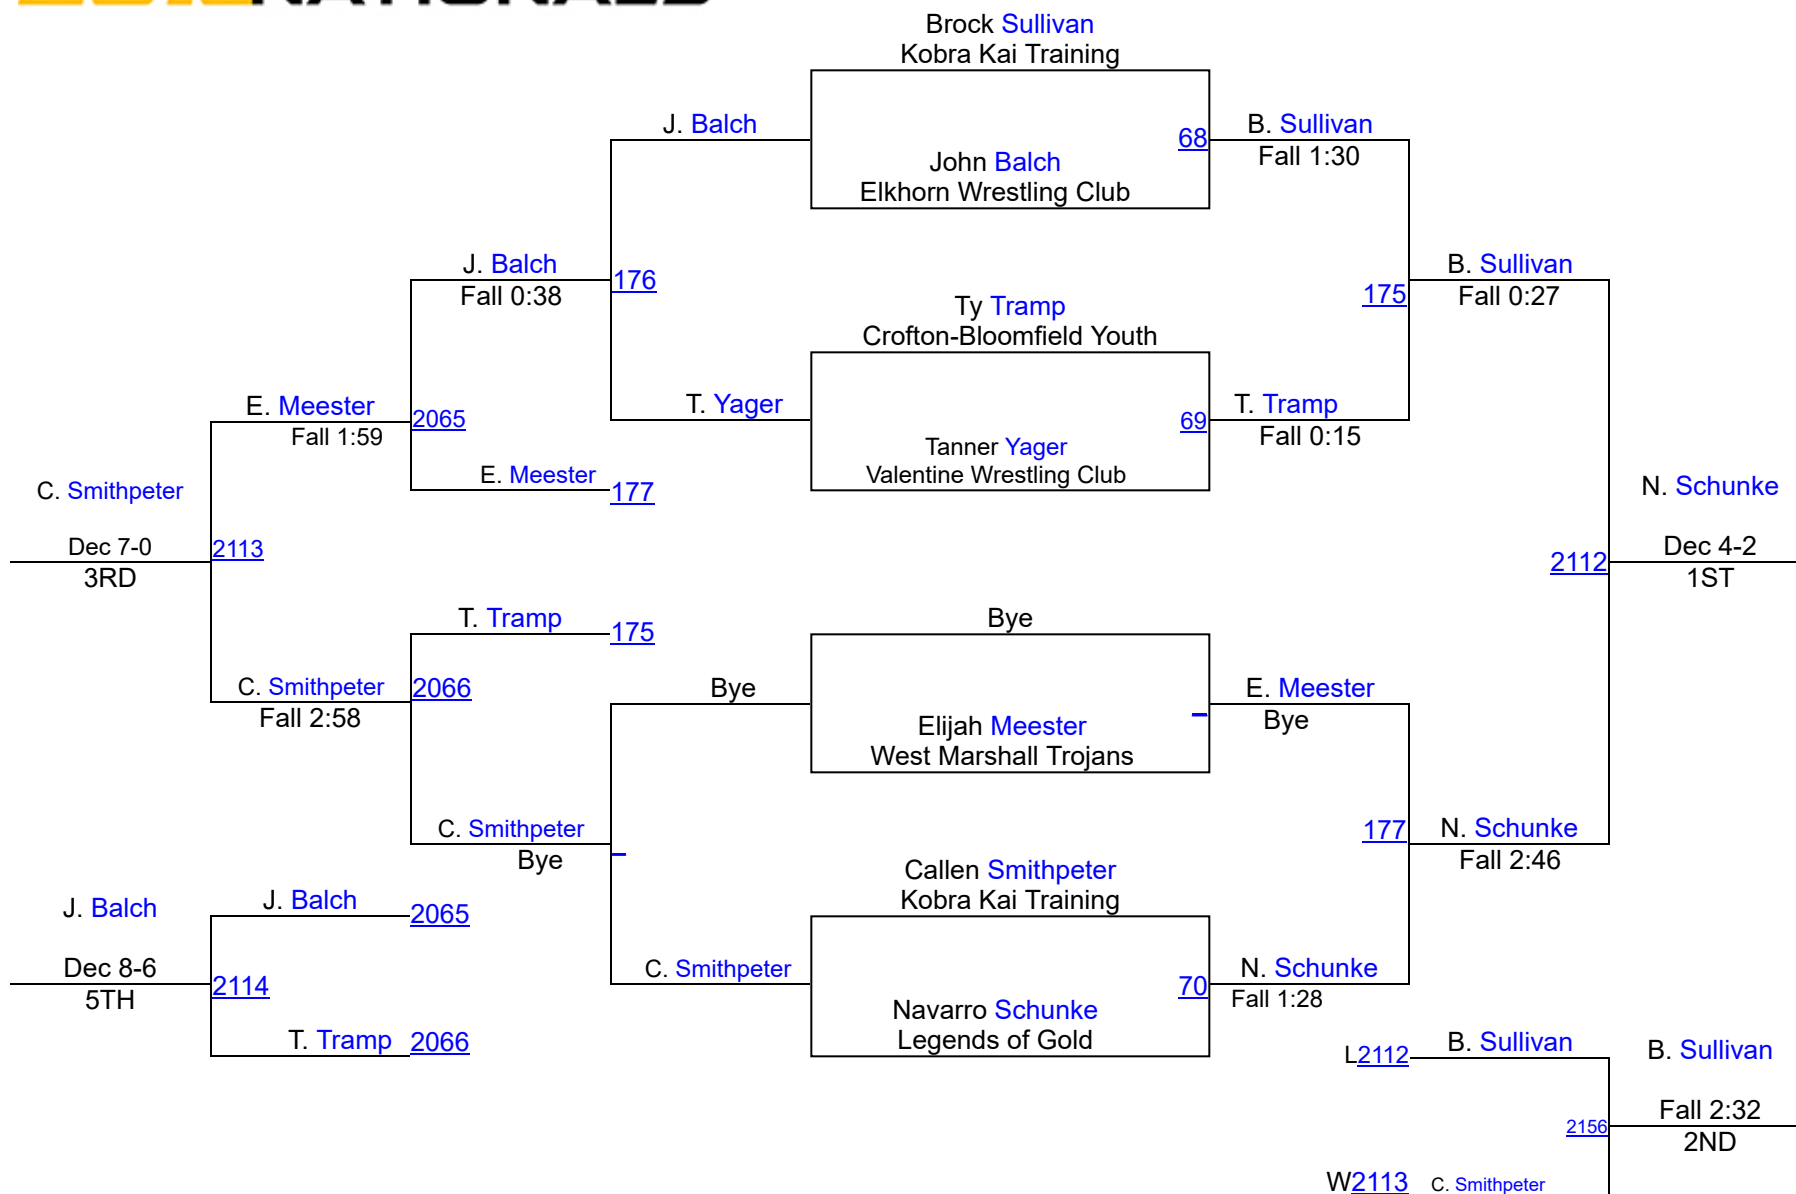 Brock Sullivan
Kobra Kai Training
J. Balch
68
B. Sullivan
Fall 1:30
John Balch
Elkhorn Wrestling Club
J. Balch
Fall 0:38
176
B. Sullivan
Fall 0:27
175
Ty Tramp
Crofton-Bloomfield Youth
E. Meester
Fall 1:59
2065
T. Yager
69
T. Tramp
Fall 0:15
Tanner Yager
Valentine Wrestling Club
E. Meester
177
C. Smithpeter
Dec 7-0
3RD
2113
N. Schunke
Dec 4-2
1ST
2112
T. Tramp
175
Bye
C. Smithpeter
Fall 2:58
2066
Bye
E. Meester
Bye
Elijah Meester
West Marshall Trojans
C. Smithpeter
Bye
177
N. Schunke
Fall 2:46
Callen Smithpeter
Kobra Kai Training
J. Balch
Dec 8-6
5TH
J. Balch
2065
2114
C. Smithpeter
70
N. Schunke
Fall 1:28
Navarro Schunke
Legends of Gold
T. Tramp
2066
L2112
B. Sullivan
B. Sullivan
Fall 2:32
2ND
2156
W2113
C. Smithpeter